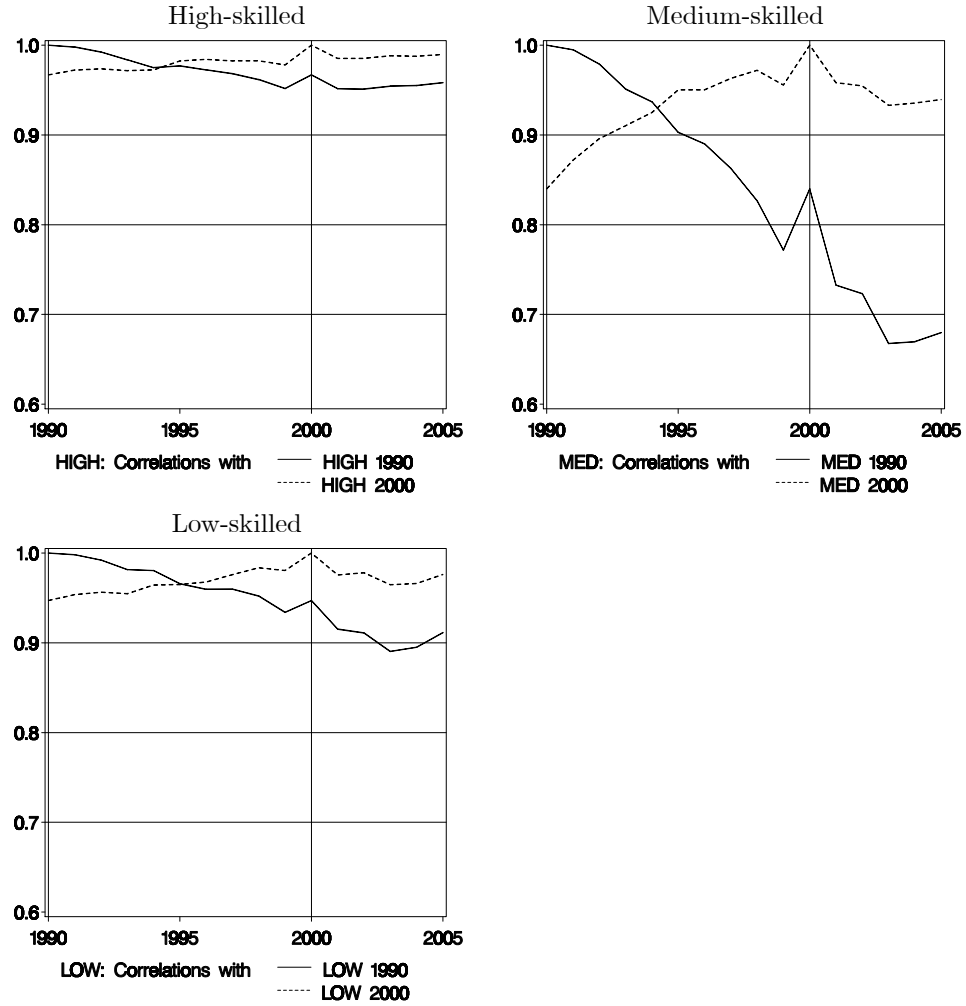 High-skilled
1.0
0.9
0.8
0.7
0.6
1990 1995 2000 2005
HIGH: Correlations with HIGH 1990
HIGH 2000
Medium-skilled
1.0
0.9
0.8
0.7
0.6
1990 1995 2000 2005
MED: Correlations with MED 1990
MED 2000
Low-skilled
1.0
0.9
0.8
0.7
0.6
1990 1995 2000 2005
LOW: Correlations with LOW 1990
LOW 2000